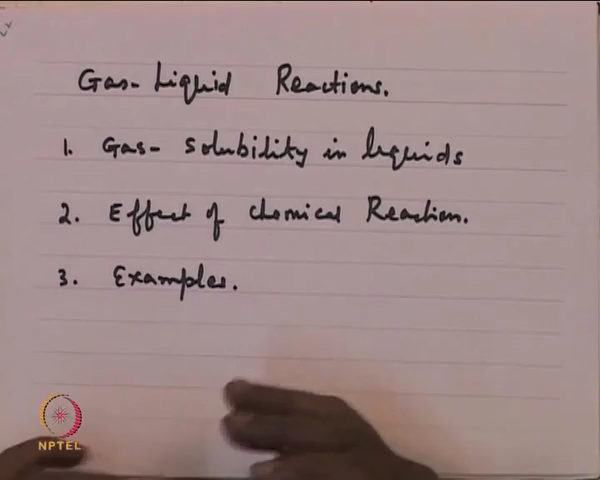 Gas-Liquid Reactions.
1. Gas- Solubility in liquids
2. Effect of chemical Reaction.
3. Examples.
NPTEL